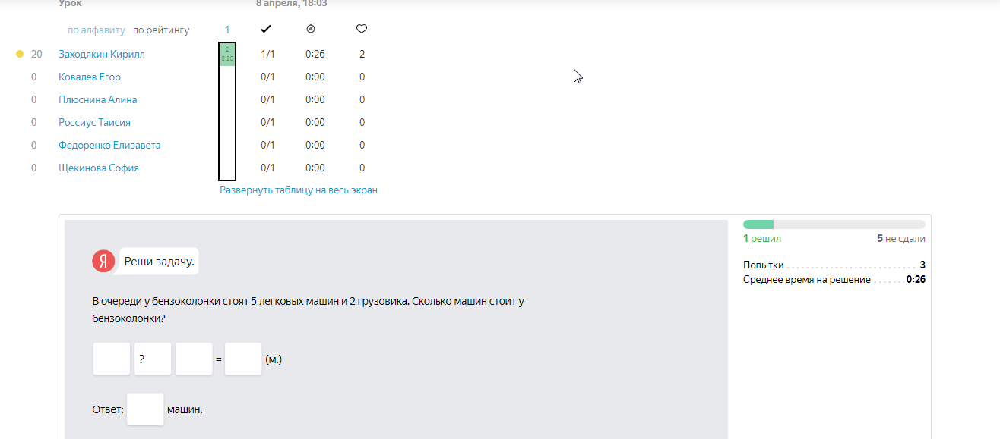 Урок 8 апреля, 18:03
по алфавиту по рейтингу 1
20 Заходякин Кирилл 2 0:26 1/1 0:26 2
0 Ковалёв Егор 0/1 0:00 0
0 Плюснина Алина 0/1 0:00 0
0 Россиус Таисия 0/1 0:00 0
0 Федоренко Елизавета 0/1 0:00 0
0 Щекинова София 0/1 0:00 0
Развернуть таблицу на весь экран
1 решил 5 не сдали
Попытки 3
Среднее время на решение 0:26
Я Реши задачу.
В очереди у бензоколонки стоят 5 легковых машин и 2 грузовика. Сколько машин стоит у
бензоколонки?
? = (м.)
Ответ: машин.